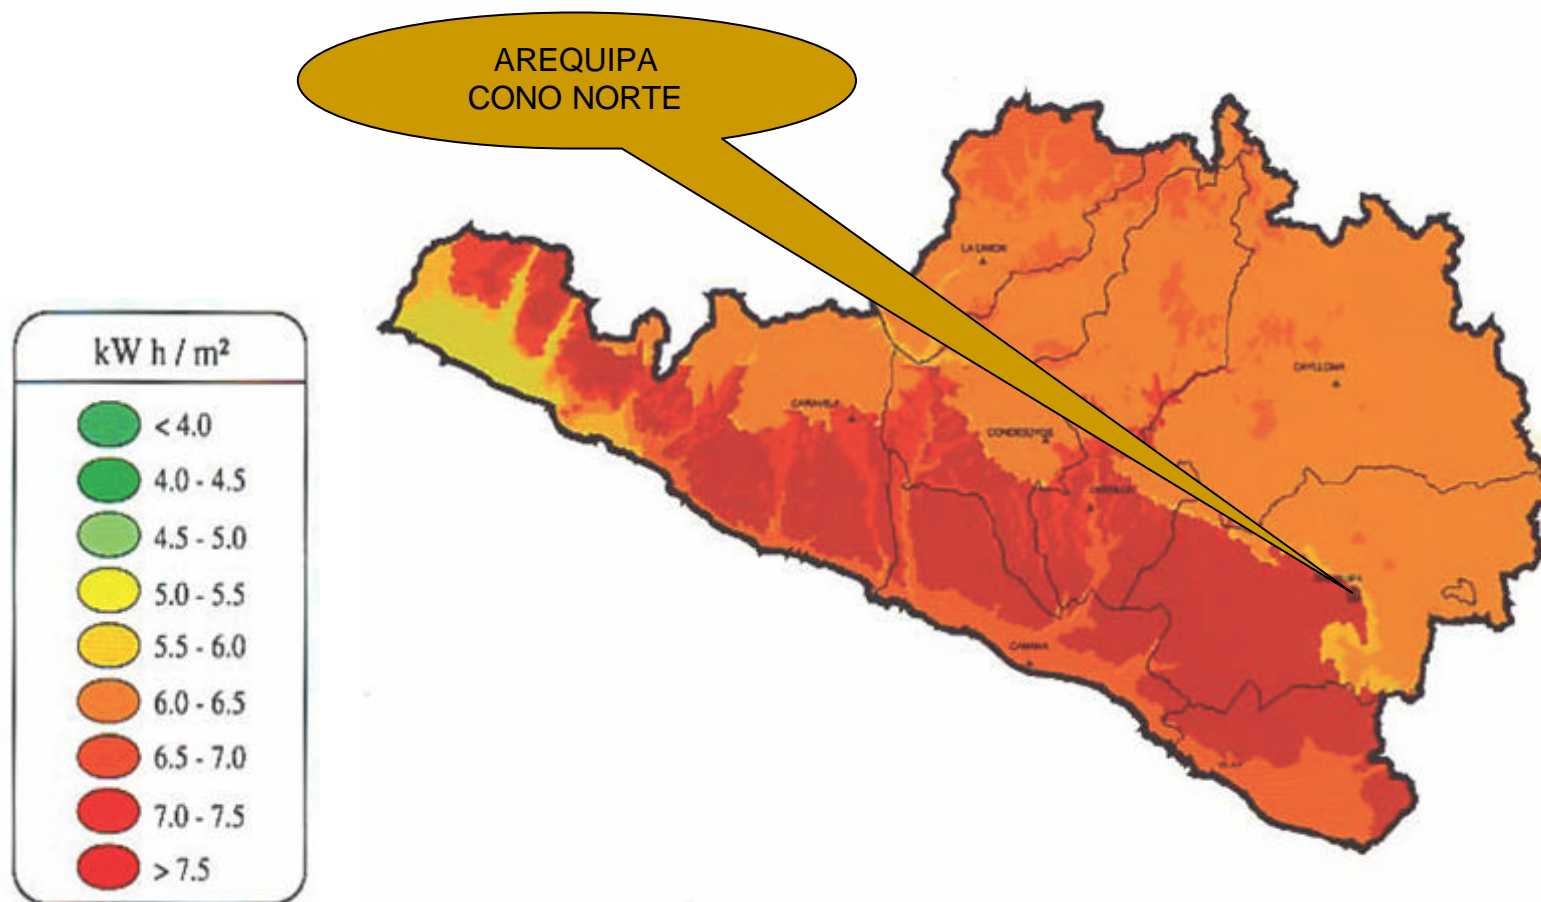 AREQUIPA
CONO NORTE
LA UNION
kW h / m²
< 4.0
4.0 - 4.5
4.5 - 5.0
5.0 - 5.5
5.5 - 6.0
6.0 - 6.5
6.5 - 7.0
7.0 - 7.5
> 7.5
CAYLLOMA
CARAVELI
CONDESUYOS
CAMANA